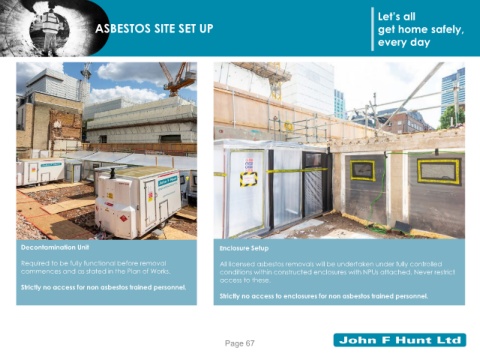 ASBESTOS SITE SET UP
Let's all
get home safely,
every day
Decontamination Unit
Required to be fully functional before removal
commences and as stated in the Plan of Works.
Strictly no access for non asbestos trained personnel.
Enclosure Setup
All licensed asbestos removals will be undertaken under fully controlled
conditions within constructed enclosures with NPUs attached. Never restrict
access to these.
Strictly no access to enclosures for non asbestos trained personnel.
Page 67
John F Hunt Ltd